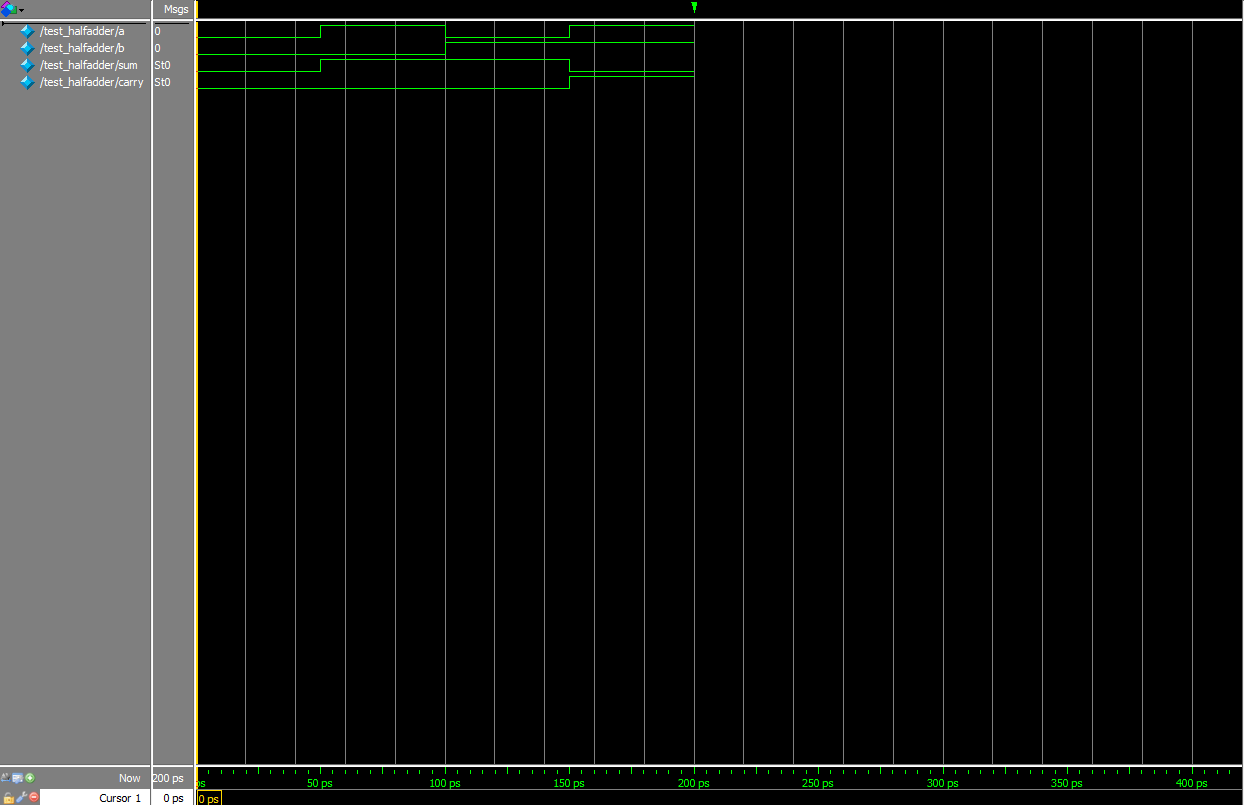 Msgs
/test_halfadder/a 0
/test_halfadder/b 0
/test_halfadder/sum St0
/test_halfadder/carry St0
Now 200 ps ps 50 ps 100 ps 150 ps 200 ps 250 ps 300 ps 350 ps 400 ps
Cursor 1 0 ps 0 ps